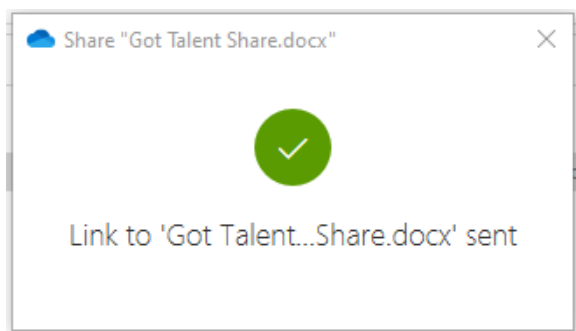 Share "Got Talent Share.docx"
Link to 'Got Talent...Share.docx' sent